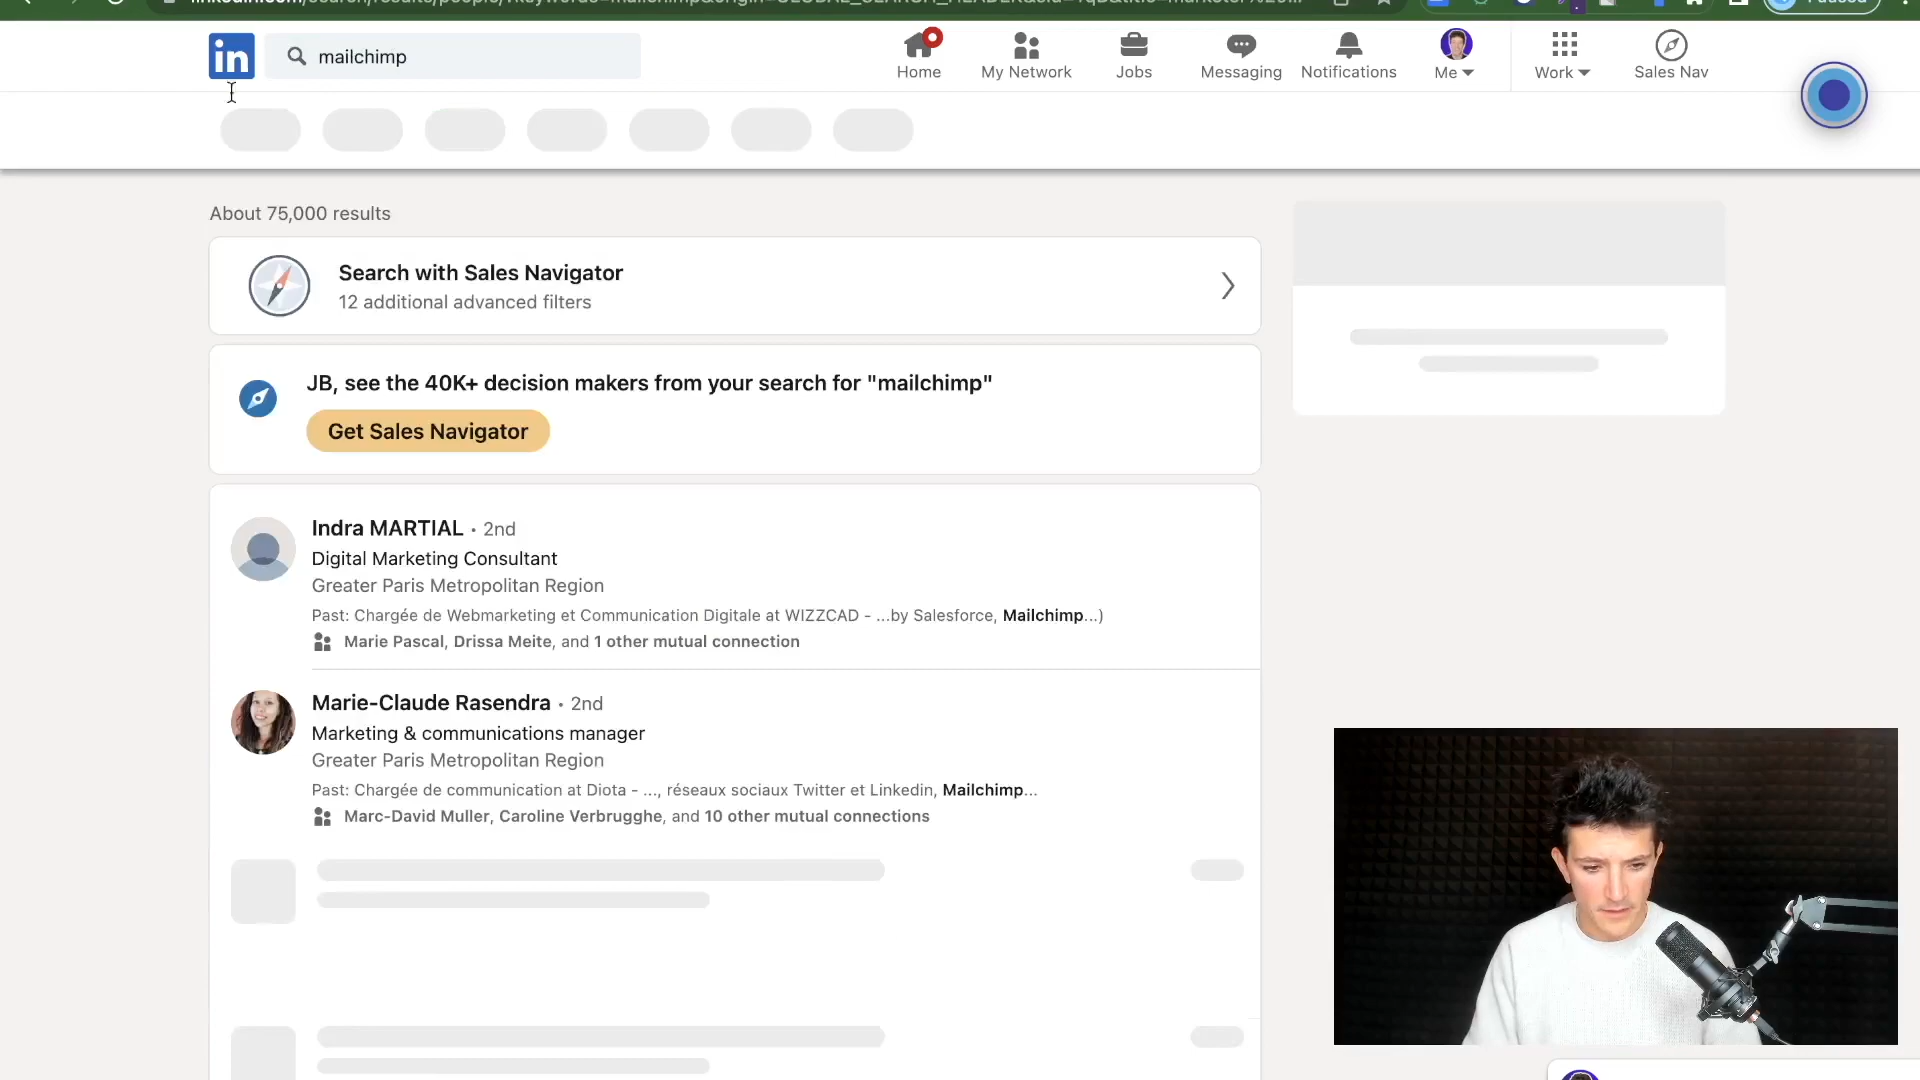 in
mailchimp
Home
My Network
Jobs
Messaging
Notifications
Me
Work
Sales Nav
About 75,000 results
Search with Sales Navigator
12 additional advanced filters
JB, see the 40K+ decision makers from your search for "mailchimp"
Get Sales Navigator
Indra MARTIAL • 2nd
Digital Marketing Consultant
Greater Paris Metropolitan Region
Past: Chargée de Webmarketing et Communication Digitale at WIZZCAD - ...by Salesforce, Mailchimp...)
Marie Pascal, Drissa Meite, and 1 other mutual connection
Marie-Claude Rasendra • 2nd
Marketing & communications manager
Greater Paris Metropolitan Region
Past: Chargée de communication at Diota - ..., réseaux sociaux Twitter et Linkedin, Mailchimp...
Marc-David Muller, Caroline Verbrugghe, and 10 other mutual connections